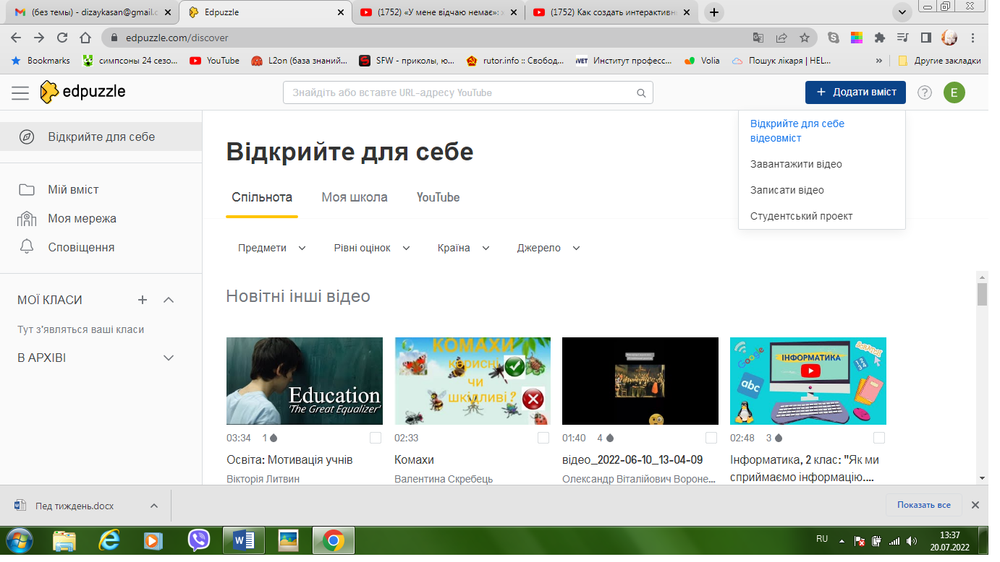 (без темы) - dizaykasan@gmail.c
Edpuzzle
(1752) «У мене відчаю немає»: х
(1752) Как создать интерактивн
edpuzzle.com/discover
Bookmarks
симпсоны 24 сезо...
YouTube
L2on (база знаний...
SFW - приколы, ю...
rutor.info :: Свобод...
Институт професс...
Volia
Пошук лікаря | HEL...
»
Другие закладки
edpuzzle
Знайдіть або вставте URL-адресу YouTube
+ Додати вміст
?
E
Відкрийте для себе
відеовміст
Завантажити відео
Записати відео
Студентський проект
Відкрийте для себе
Мій вміст
Моя мережа
Сповіщення
МОЇ КЛАСИ
Тут з'являться ваші класи
В АРХІВІ
Відкрийте для себе
Спільнота
Моя школа
YouTube
Предмети
Рівні оцінок
Країна
Джерело
Новітні інші відео
Education
'The Great Equalizer'
03:34 1
Освіта: Мотивація учнів
Вікторія Литвин
КОМАХИ
корисні
чи
шкідливі ?
02:33
Комахи
Валентина Скребець
01:40 4
відео_2022-06-10_13-04-09
Олександр Віталійович Вороне...
Google
ІНФОРМАТИКА
SCIENCE
abc
02:48 3
Інформатика, 2 клас: "Як ми
сприймаємо інформацію....
Пед тиждень.docx
Показать все
RU
13:37
20.07.2022